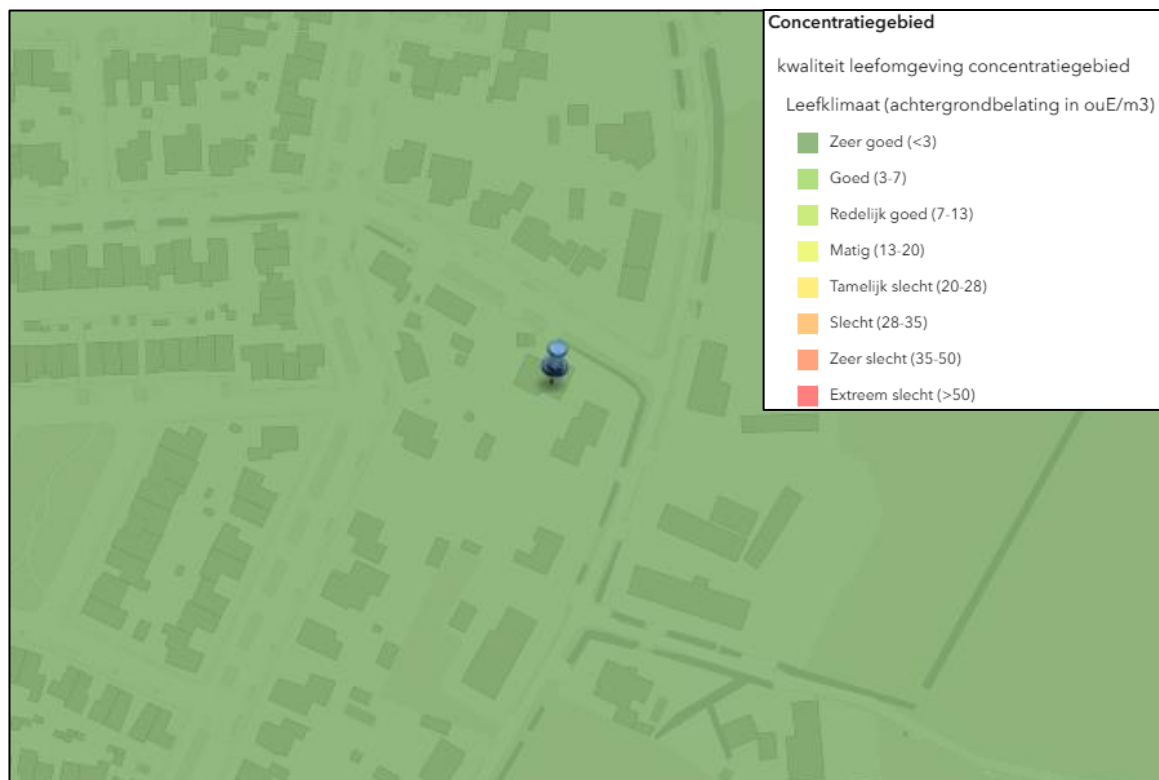 Concentratiegebied
kwaliteit leefomgeving concentratiegebied
Leefklimaat (achtergrondbelating in ouE/m3)
Zeer goed (<3)
Goed (3-7)
Redelijk goed (7-13)
Matig (13-20)
Tamelijk slecht (20-28)
Slecht (28-35)
Zeer slecht (35-50)
Extreem slecht (>50)